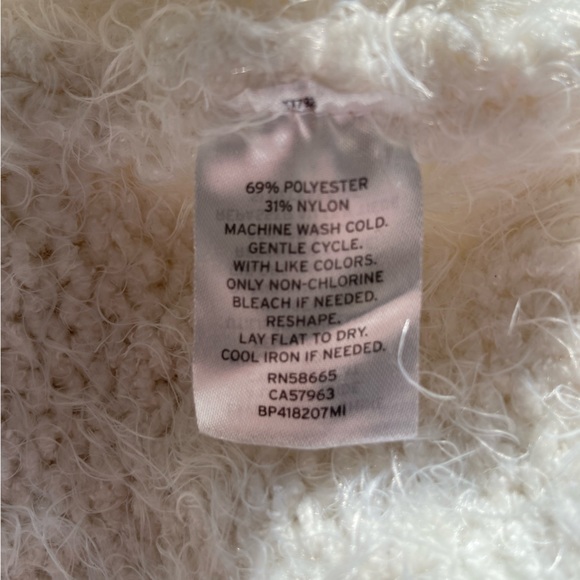 69% POLYESTER
31% NYLON
MACHINE WASH COLD.
GENTLE CYCLE.
WITH LIKE COLORS.
ONLY NON-CHLORINE
BLEACH IF NEEDED.
RESHAPE.
LAY FLAT TO DRY.
COOL IRON IF NEEDED.
RN58665
CA57963
BP418207MI